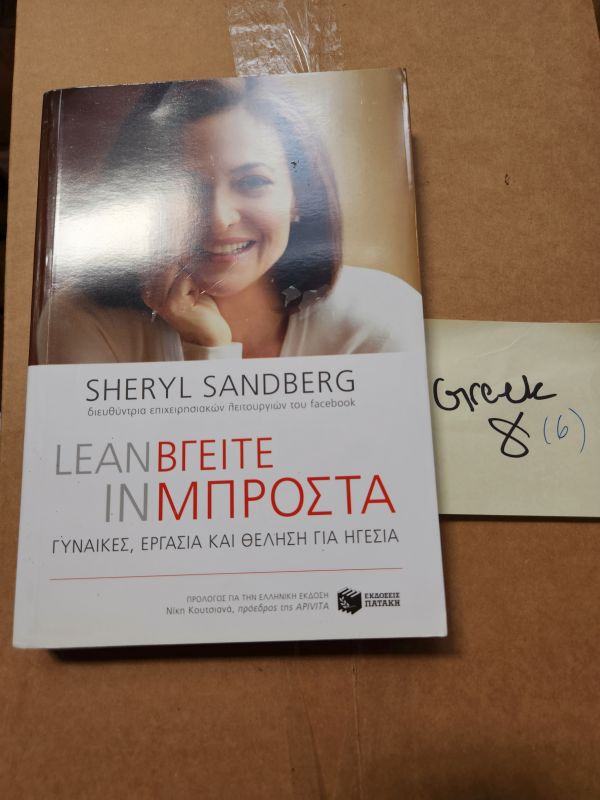 SHERYL SANDBERG
διευθύντρια επιχειρησιακών λειτουργιών του facebook
LEAN ΒΓΕΙΤΕ
IN ΜΠΡΟΣΤΑ
ΓΥΝΑΙΚΕΣ, ΕΡΓΑΣΙΑ ΚΑΙ ΘΕΛΗΣΗ ΓΙΑ ΗΓΕΣΙΑ
ΠΡΟΛΟΓΟΣ ΓΙΑ ΤΗΝ ΕΛΛΗΝΙΚΗ ΕΚΔΟΣΗ
Νίκη Κουτσιανά, πρόεδρος της APIVITA
ΕΚΔΟΣΕΙΣ
ΠΑΤΑΚΗ
Greek
8 (6)